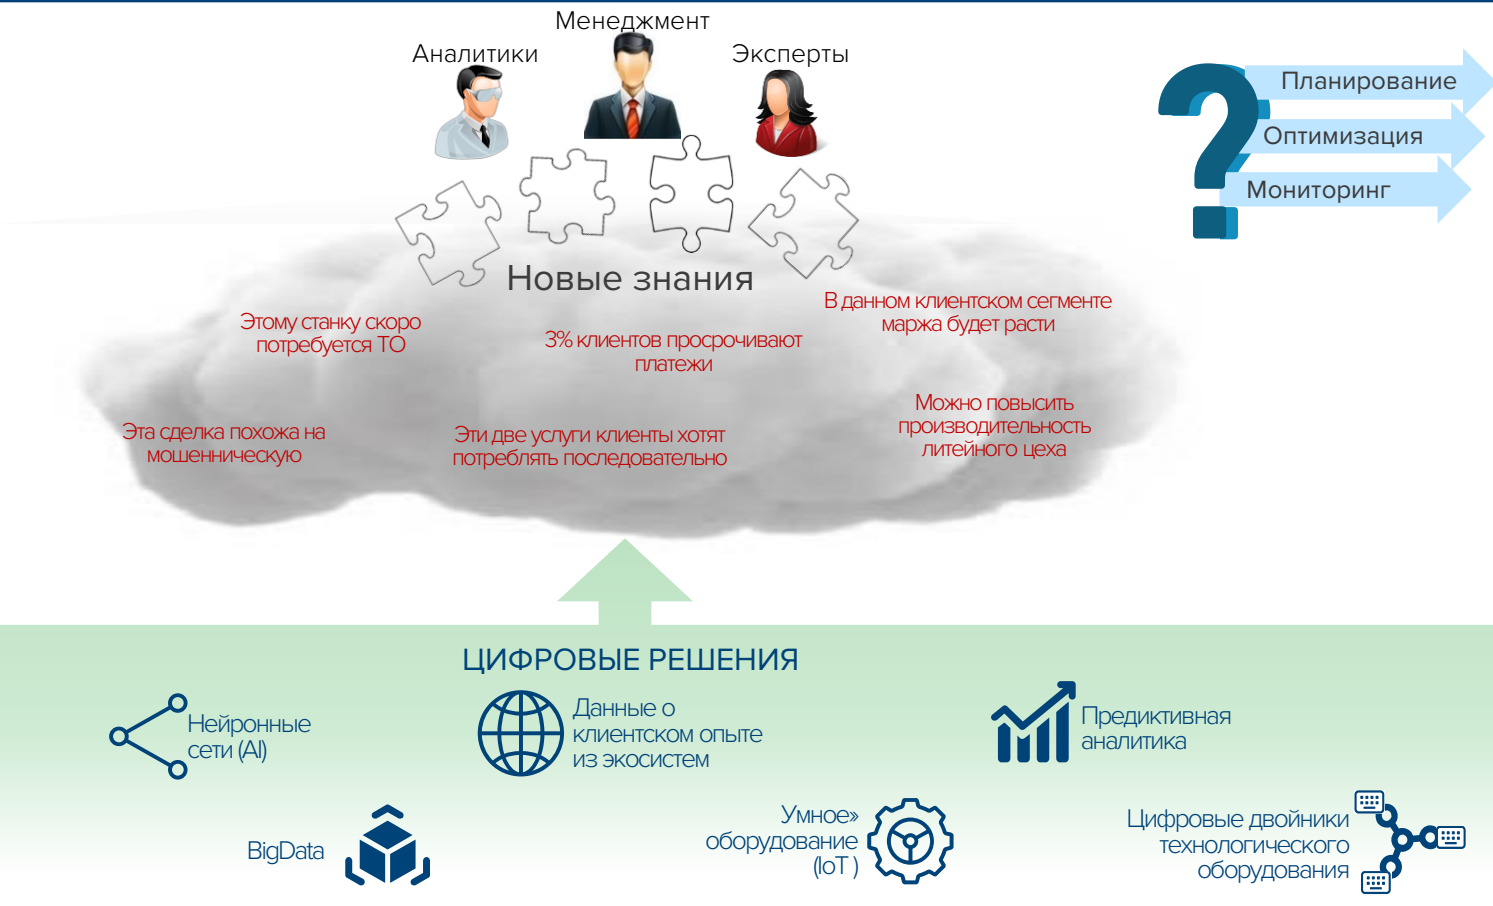 Менеджмент
Аналитики
Эксперты
Планирование
Оптимизация
Мониторинг
Новые знания
Этому станку скоро
потребуется ТО
3% клиентов просрочивают
платежи
В данном клиентском сегменте
маржа будет расти
Эта сделка похожа на
мошенническую
Эти две услуги клиенты хотят
потреблять последовательно
Можно повысить
производительность
литейного цеха
ЦИФРОВЫЕ РЕШЕНИЯ
Нейронные
сети (AI)
Данные о
клиентском опыте
из экосистем
Предиктивная
аналитика
BigData
Умное»
оборудование
(IoT )
Цифровые двойники
технологического
оборудования